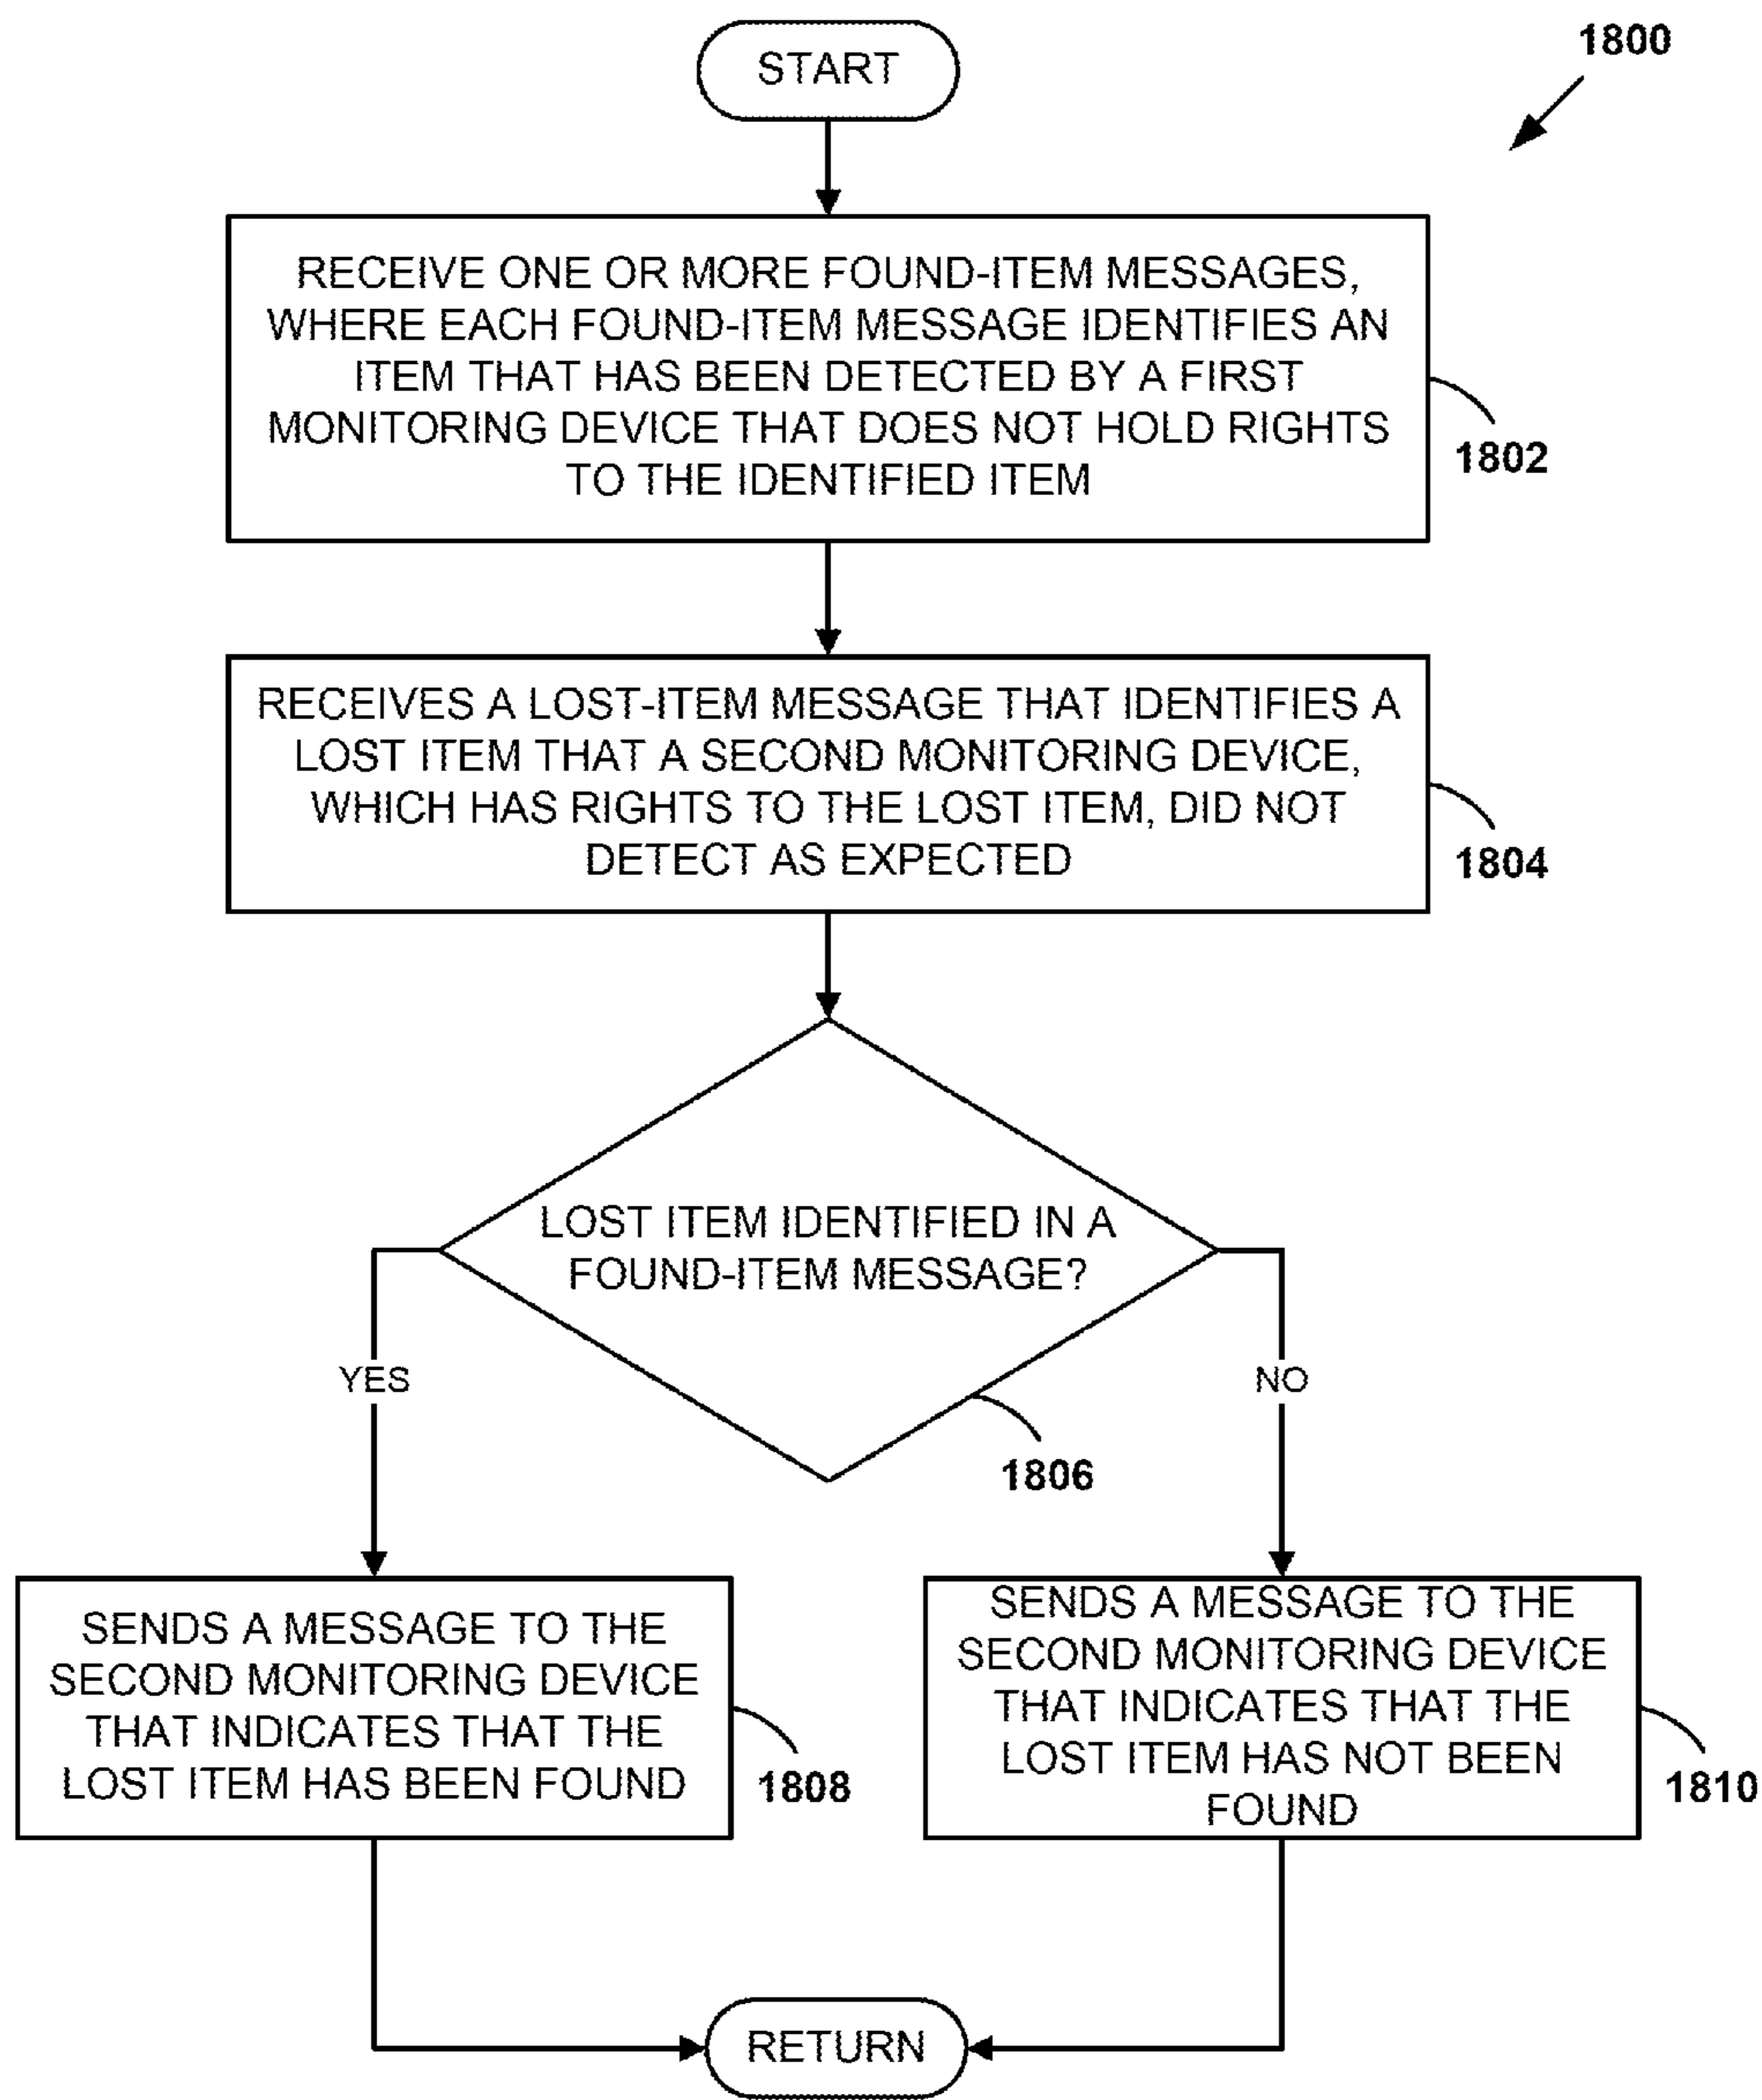 START
1800
RECEIVE ONE OR MORE FOUND-ITEM MESSAGES,
WHERE EACH FOUND-ITEM MESSAGE IDENTIFIES AN
ITEM THAT HAS BEEN DETECTED BY A FIRST
MONITORING DEVICE THAT DOES NOT HOLD RIGHTS
TO THE IDENTIFIED ITEM
1802
RECEIVES A LOST-ITEM MESSAGE THAT IDENTIFIES A
LOST ITEM THAT A SECOND MONITORING DEVICE,
WHICH HAS RIGHTS TO THE LOST ITEM, DID NOT
DETECT AS EXPECTED
1804
LOST ITEM IDENTIFIED IN A
FOUND-ITEM MESSAGE?
YES
NO
1806
SENDS A MESSAGE TO THE
SECOND MONITORING DEVICE
THAT INDICATES THAT THE
LOST ITEM HAS BEEN FOUND
1808
SENDS A MESSAGE TO THE
SECOND MONITORING DEVICE
THAT INDICATES THAT THE
LOST ITEM HAS NOT BEEN
FOUND
1810
RETURN